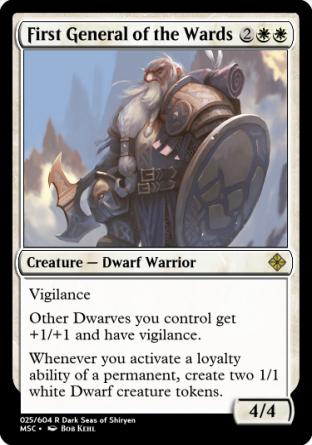 First General of the Wards 2
Creature — Dwarf Warrior
Vigilance
Other Dwarves you control get
+1/+1 and have vigilance.
Whenever you activate a loyalty
ability of a permanent, create two 1/1
white Dwarf creature tokens.
4/4
025/604 R Dark Seas of Shiryen
MSC • Bob Kehl